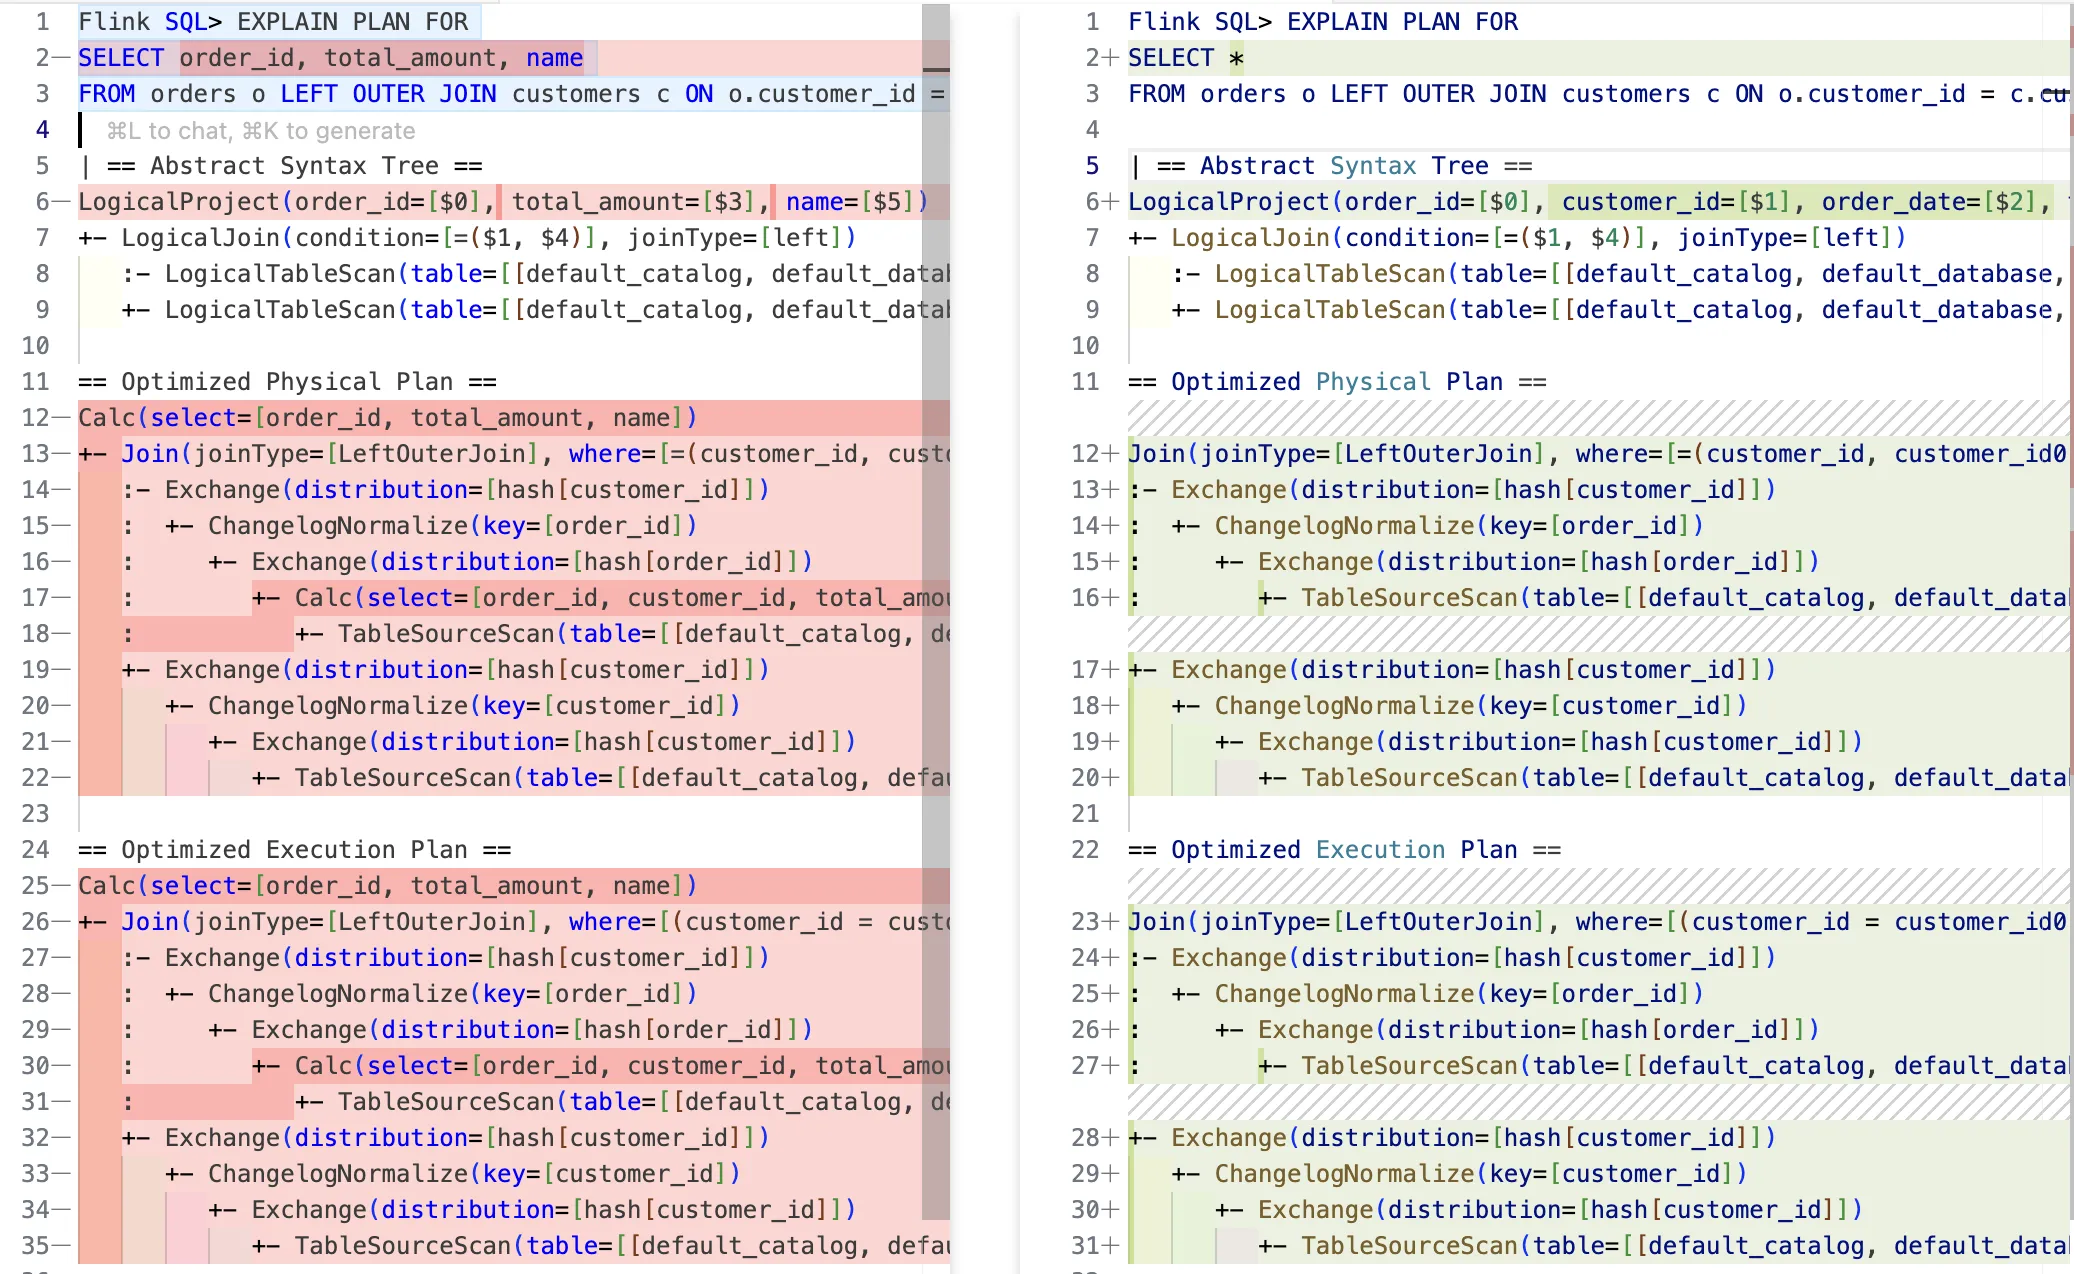 1 Flink SQL> EXPLAIN PLAN FOR
2— SELECT order_id, total_amount, name
3 FROM orders o LEFT OUTER JOIN customers c ON o.customer_id =
4 ⌘L to chat, ⌘K to generate
5 | == Abstract Syntax Tree ==
6— LogicalProject(order_id=[$0], total_amount=[$3], name=[$5])
7 +- LogicalJoin(condition=[=($1, $4)], joinType=[left])
8 :- LogicalTableScan(table=[[default_catalog, default_datab
9 +- LogicalTableScan(table=[[default_catalog, default_datab
10
11 == Optimized Physical Plan ==
12— Calc(select=[order_id, total_amount, name])
13— +- Join(joinType=[LeftOuterJoin], where=[=(customer_id, custo
14— :- Exchange(distribution=[hash[customer_id]])
15— : +- ChangelogNormalize(key=[order_id])
16— : +- Exchange(distribution=[hash[order_id]])
17— : +- Calc(select=[order_id, customer_id, total_amou
18— : +- TableSourceScan(table=[[default_catalog, de
19— +- Exchange(distribution=[hash[customer_id]])
20— +- ChangelogNormalize(key=[customer_id])
21— +- Exchange(distribution=[hash[customer_id]])
22— +- TableSourceScan(table=[[default_catalog, defau
23
24 == Optimized Execution Plan ==
25— Calc(select=[order_id, total_amount, name])
26— +- Join(joinType=[LeftOuterJoin], where=[(customer_id = custo
27— :- Exchange(distribution=[hash[customer_id]])
28— : +- ChangelogNormalize(key=[order_id])
29— : +- Exchange(distribution=[hash[order_id]])
30— : +- Calc(select=[order_id, customer_id, total_amou
31— : +- TableSourceScan(table=[[default_catalog, de
32— +- Exchange(distribution=[hash[customer_id]])
33— +- ChangelogNormalize(key=[customer_id])
34— +- Exchange(distribution=[hash[customer_id]])
35— +- TableSourceScan(table=[[default_catalog, defau
1 Flink SQL> EXPLAIN PLAN FOR
2+ SELECT *
3 FROM orders o LEFT OUTER JOIN customers c ON o.customer_id = c.cu
4
5 | == Abstract Syntax Tree ==
6+ LogicalProject(order_id=[$0], customer_id=[$1], order_date=[$2],
7 +- LogicalJoin(condition=[=($1, $4)], joinType=[left])
8 :- LogicalTableScan(table=[[default_catalog, default_database,
9 +- LogicalTableScan(table=[[default_catalog, default_database,
10
11 == Optimized Physical Plan ==
12+ Join(joinType=[LeftOuterJoin], where=[=(customer_id, customer_id0
13+ :- Exchange(distribution=[hash[customer_id]])
14+ : +- ChangelogNormalize(key=[order_id])
15+ : +- Exchange(distribution=[hash[order_id]])
16+ : +- TableSourceScan(table=[[default_catalog, default_data
17+ +- Exchange(distribution=[hash[customer_id]])
18+ +- ChangelogNormalize(key=[customer_id])
19+ +- Exchange(distribution=[hash[customer_id]])
20+ +- TableSourceScan(table=[[default_catalog, default_data
21
22 == Optimized Execution Plan ==
23+ Join(joinType=[LeftOuterJoin], where=[(customer_id = customer_id0
24+ :- Exchange(distribution=[hash[customer_id]])
25+ : +- ChangelogNormalize(key=[order_id])
26+ : +- Exchange(distribution=[hash[order_id]])
27+ : +- TableSourceScan(table=[[default_catalog, default_data
28+ +- Exchange(distribution=[hash[customer_id]])
29+ +- ChangelogNormalize(key=[customer_id])
30+ +- Exchange(distribution=[hash[customer_id]])
31+ +- TableSourceScan(table=[[default_catalog, default_data